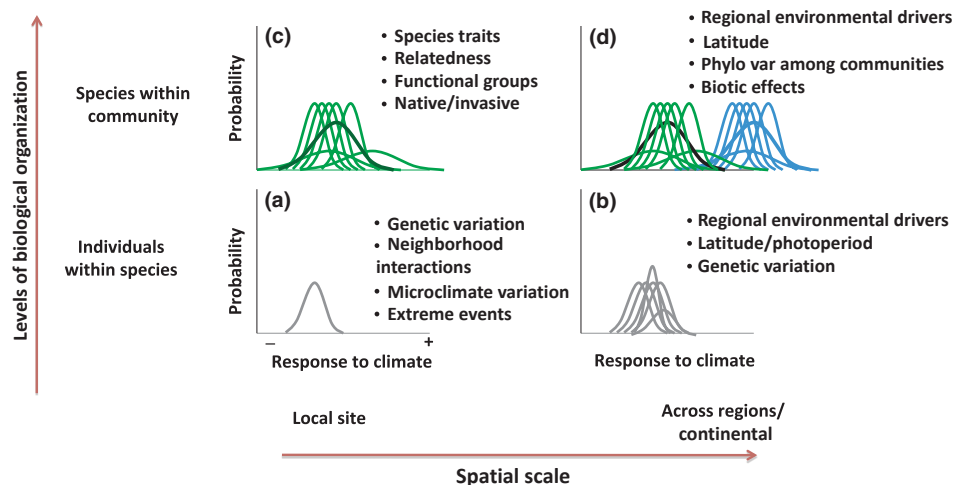 (c)
• Species traits
• Relatedness
• Functional groups
• Native/invasive
(d)
• Regional environmental drivers
• Latitude
• Phylo var among communities
• Biotic effects
Species within
community
Probability
Levels of biological organization
(a)
• Genetic variation
• Neighborhood
interactions
• Microclimate variation
• Extreme events
(b)
• Regional environmental drivers
• Latitude/photoperiod
• Genetic variation
Individuals
within species
Probability
– +
Response to climate
Response to climate
Local site
Across regions/
continental
Spatial scale